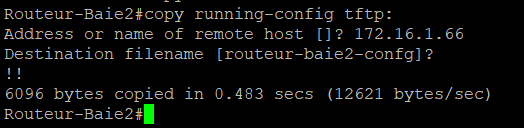 Routeur-Baie2#copy running-config tftp:
Address or name of remote host []? 172.16.1.66
Destination filename [routeur-baie2-confg]?
!!
6096 bytes copied in 0.483 secs (12621 bytes/sec)
Routeur-Baie2#